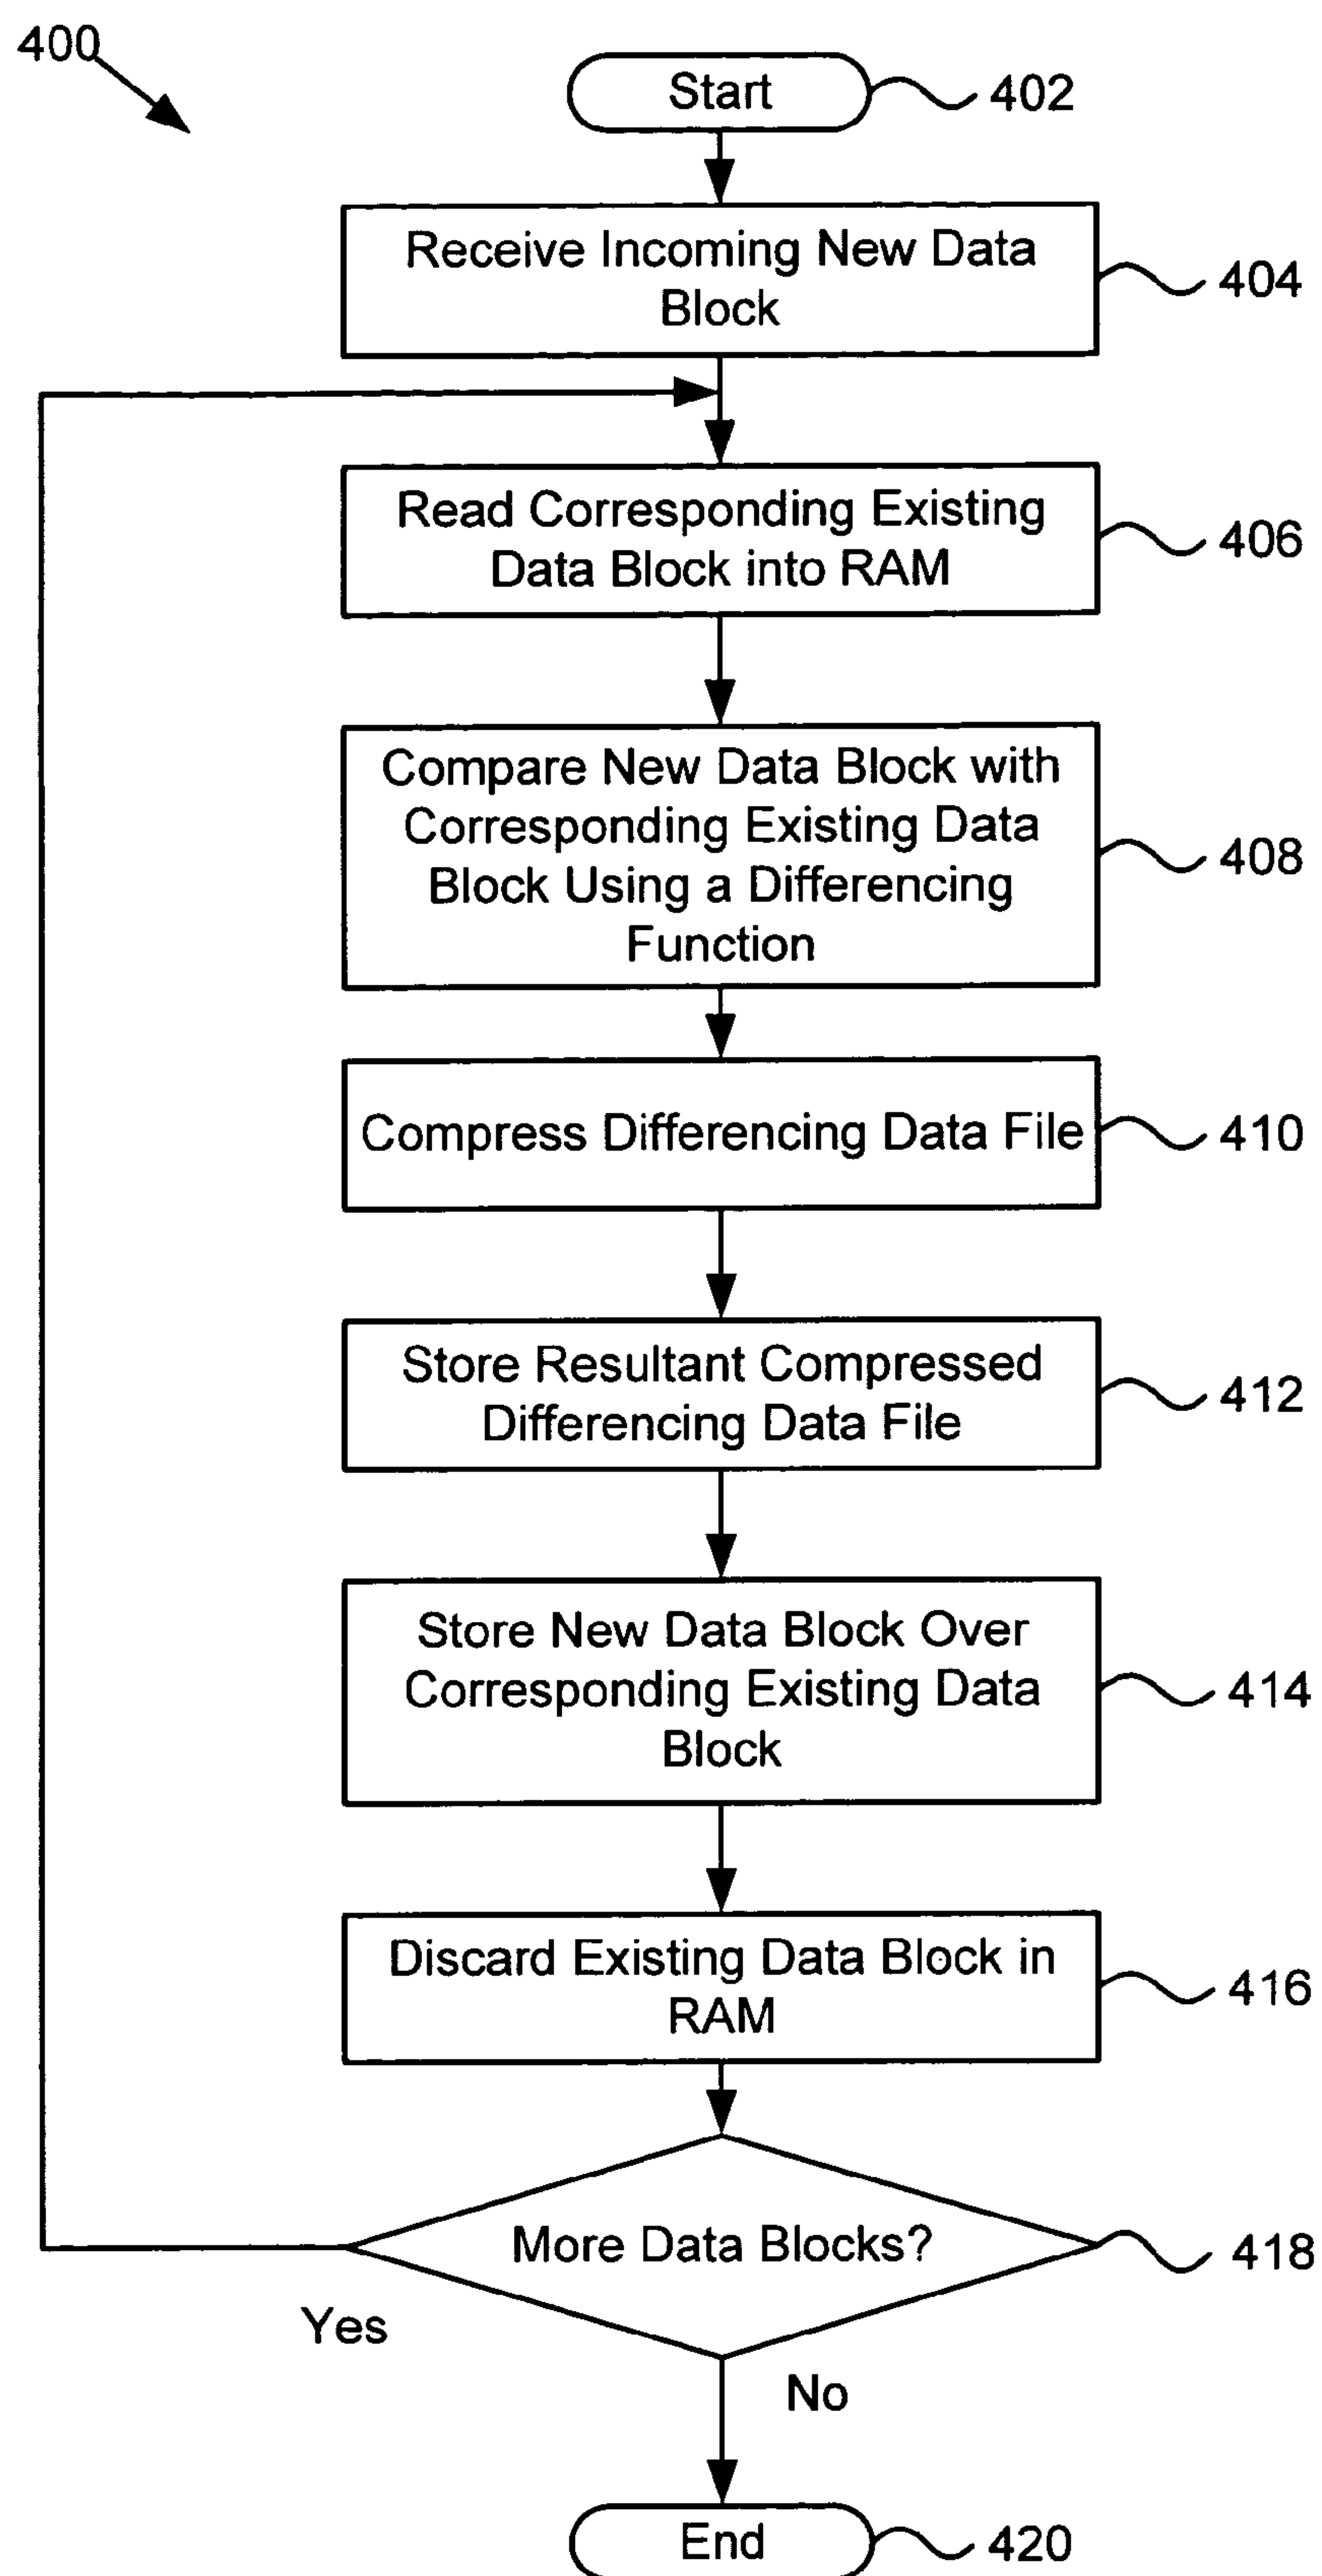 400
Start
402
Receive Incoming New Data
Block
404
Read Corresponding Existing
Data Block into RAM
406
Compare New Data Block with
Corresponding Existing Data
Block Using a Differencing
Function
408
Compress Differencing Data File
410
Store Resultant Compressed
Differencing Data File
412
Store New Data Block Over
Corresponding Existing Data
Block
414
Discard Existing Data Block in
RAM
416
More Data Blocks?
418
Yes
No
End
420